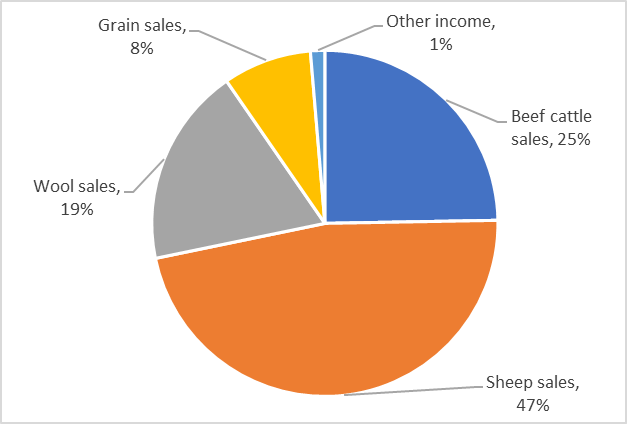 Grain sales,
8%
Other income,
1%
Beef cattle
sales, 25%
Wool sales,
19%
Sheep sales,
47%